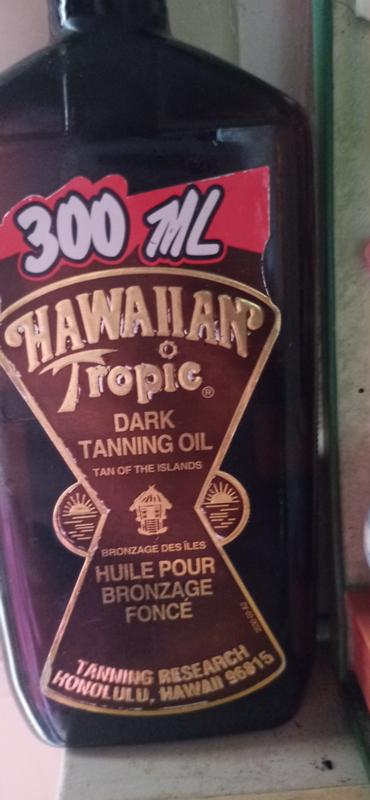 300 ML
HAWAIIAN
Tropic®
DARK
TANNING OIL
TAN OF THE ISLANDS
BRONZAGE DES ÎLES
HUILE POUR
BRONZAGE
FONCÉ
TANNING RESEARCH
HONOLULU, HAWAII 96815